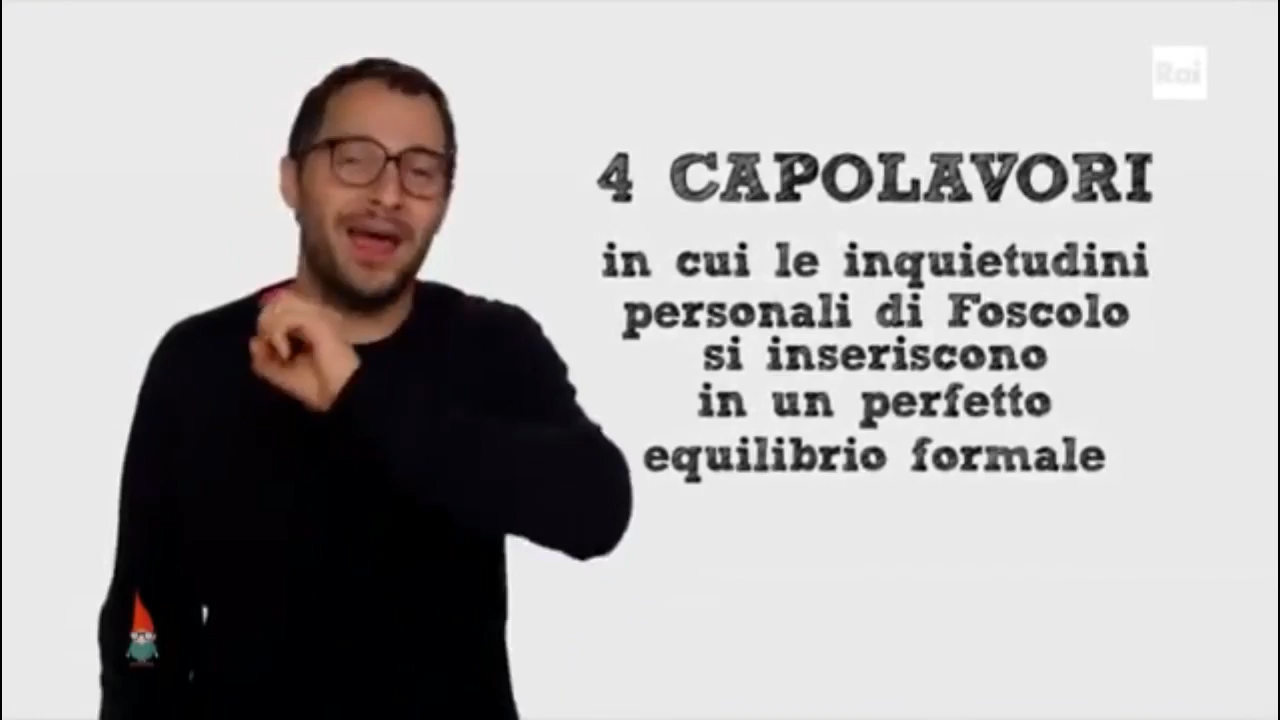 Rai
4 CAPOLAVORI
in cui le inquietudini
personali di Foscolo
si inseriscono
in un perfetto
equilibrio formale